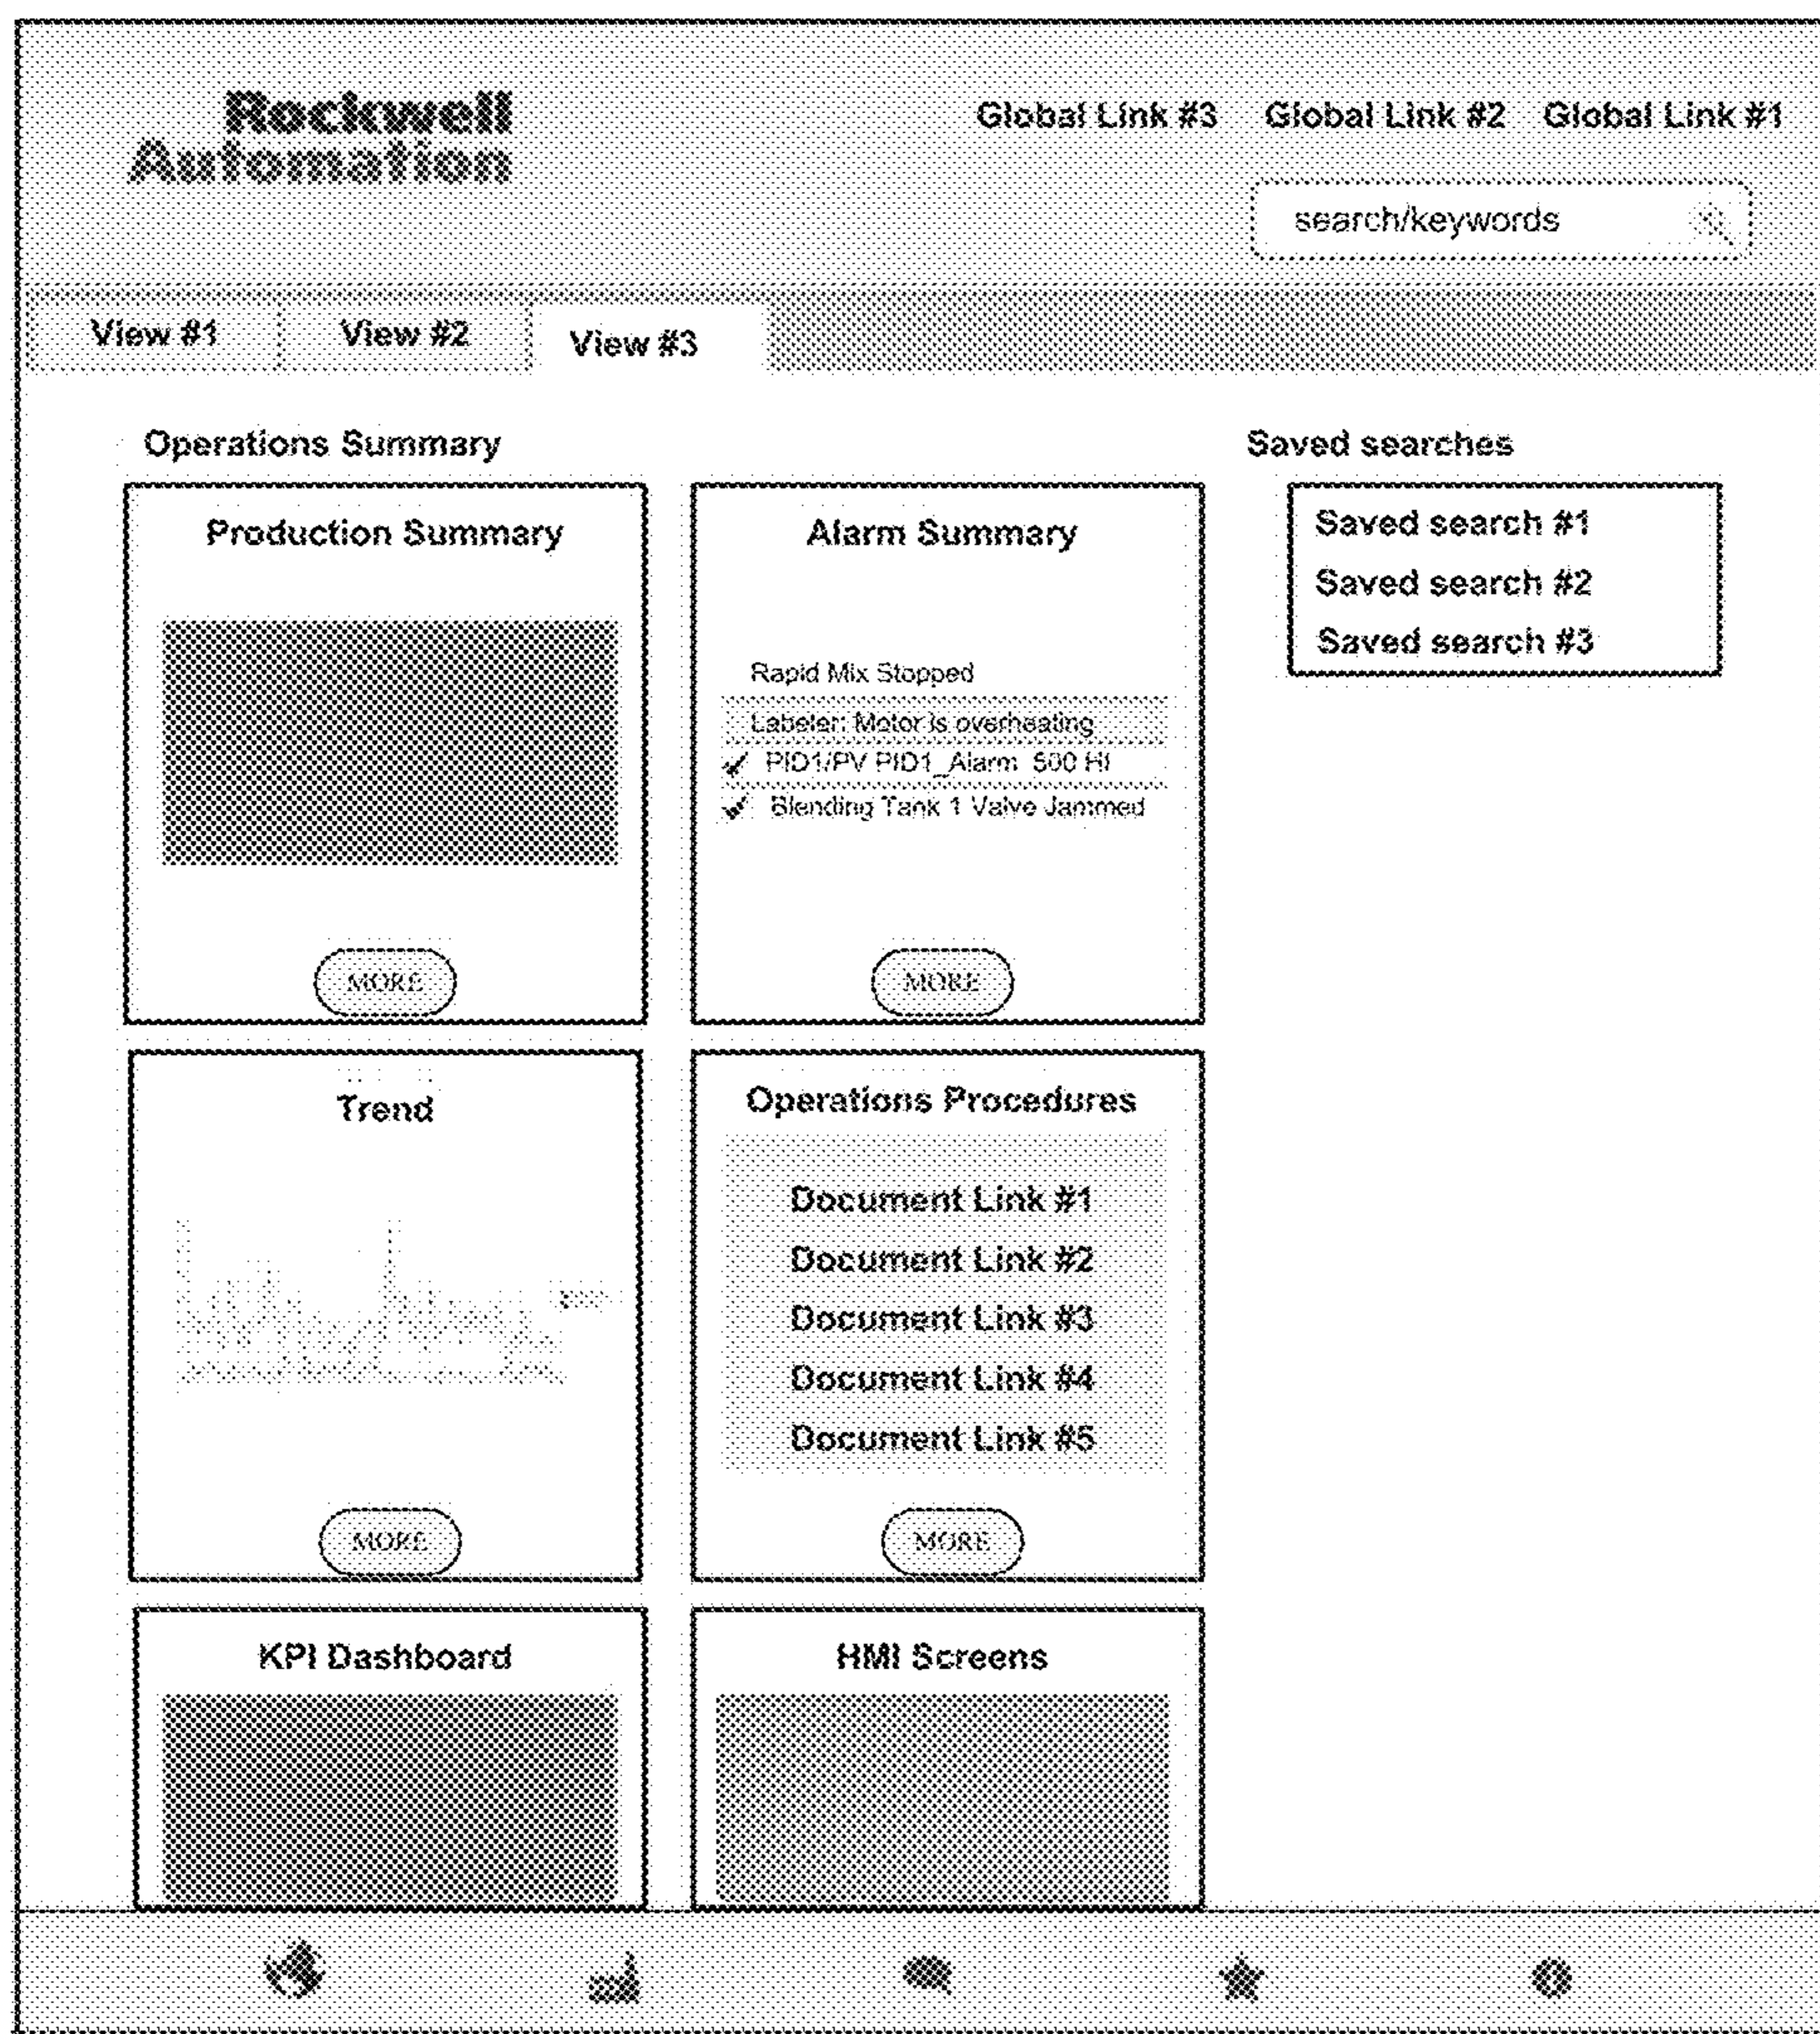 Rockwell
Automation
Global Link #3 Global Link #2 Global Link #1
search/keywords
View #1 View #2 View #3
Operations Summary
Saved searches
Production Summary
MORE
Alarm Summary
Rapid Mix Stopped
Labeler: Motor is overheating
PID1/PV PID1_Alarm 500 HI
Blending Tank 1 Valve Jammed
MORE
Saved search #1
Saved search #2
Saved search #3
Trend
MORE
Operations Procedures
Document Link #1
Document Link #2
Document Link #3
Document Link #4
Document Link #5
MORE
KPI Dashboard
HMI Screens